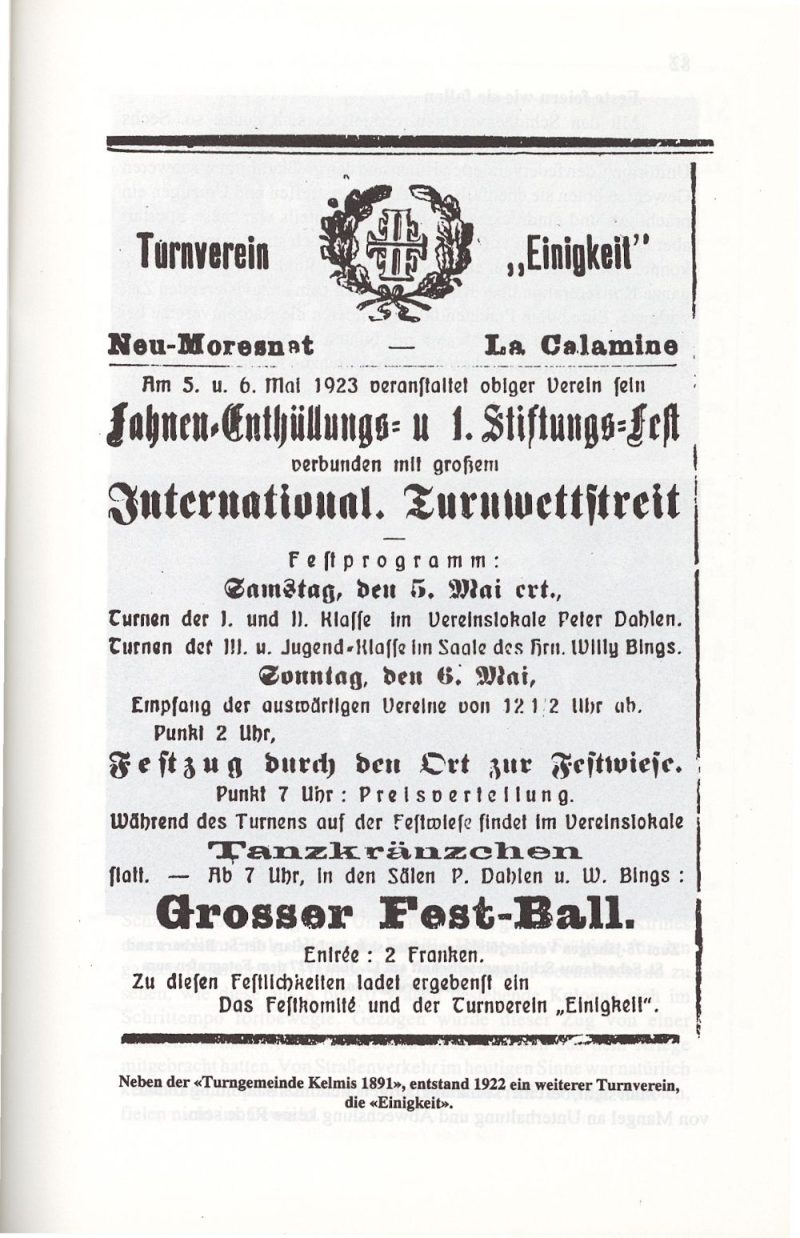 Turnverein „Einigkeit”
Neu-Moresnet — La Calamine
Am 5. u. 6. Mai 1923 veranstaltet obiger Verein sein
Fahnen-Enthüllungs- u 1. Stiftungs-Fest
verbunden mit großem
International. Turnwettstreit
Festprogramm:
Samstag, den 5. Mai crt.,
Turnen der I. und II. Klasse im Vereinslokale Peter Dahlen.
Turnen der III. u. Jugend-Klasse im Saale des Hrn. Willy Bings.
Sonntag, den 6. Mai,
Empfang der auswärtigen Vereine von 12 1/2 Uhr ab.
Punkt 2 Uhr,
Festzug durch den Ort zur Festwiese.
Punkt 7 Uhr: Preisverteilung.
Während des Turnens auf der Festwiese findet im Vereinslokale
Tanzkränzchen
statt. — Ab 7 Uhr, in den Sälen P. Dahlen u. W. Bings:
Grosser Fest-Ball.
Entrée: 2 Franken.
Zu diesen Festlichkeiten ladet ergebenst ein
Das Festkomité und der Turnverein „Einigkeit".
Neben der «Turngemeinde Kelmis 1891», entstand 1922 ein weiterer Turnverein,
die «Einigkeit».